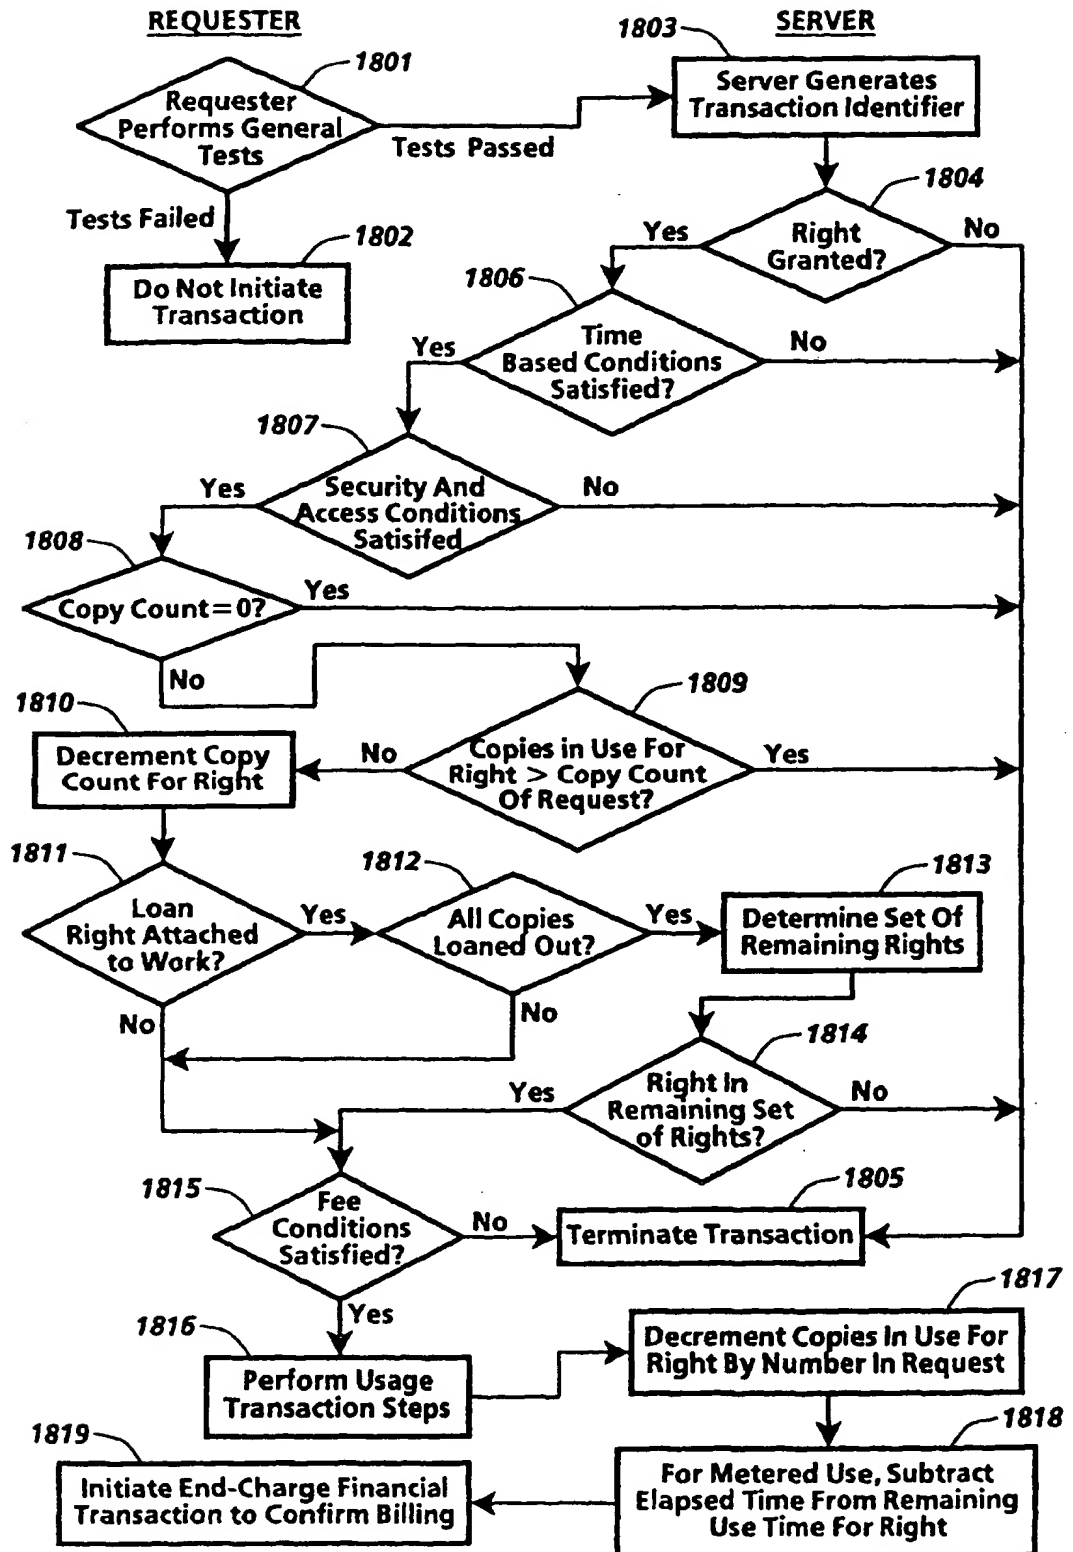 REQUESTER
SERVER
1801
Requester
Performs General
Tests
Tests Passed
Tests Failed
1802
Do Not Initiate
Transaction
1803
Server Generates
Transaction Identifier
1804
Right
Granted?
Yes
No
1806
Time
Based Conditions
Satisfied?
Yes
No
1807
Security And
Access Conditions
Satisifed
Yes
No
1808
Copy Count=0?
Yes
No
1809
Copies in Use For
Right > Copy Count
Of Request?
No
Yes
1810
Decrement Copy
Count For Right
1811
Loan
Right Attached
to Work?
Yes
No
1812
All Copies
Loaned Out?
Yes
No
1813
Determine Set Of
Remaining Rights
1814
Right In
Remaining Set
of Rights?
Yes
No
1815
Fee
Conditions
Satisfied?
No
Yes
1805
Terminate Transaction
1816
Perform Usage
Transaction Steps
1817
Decrement Copies In Use For
Right By Number In Request
1818
For Metered Use, Subtract
Elapsed Time From Remaining
Use Time For Right
1819
Initiate End-Charge Financial
Transaction to Confirm Billing